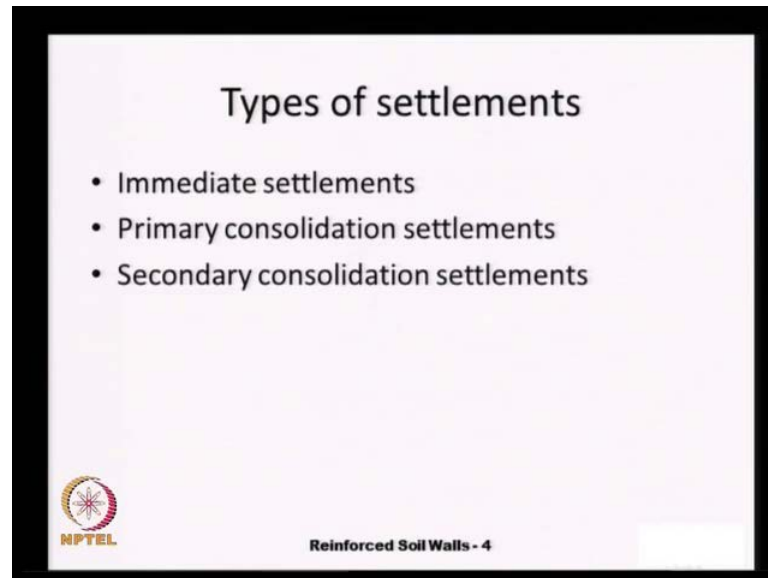 Types of settlements
• Immediate settlements
• Primary consolidation settlements
• Secondary consolidation settlements
NPTEL
Reinforced Soil Walls - 4